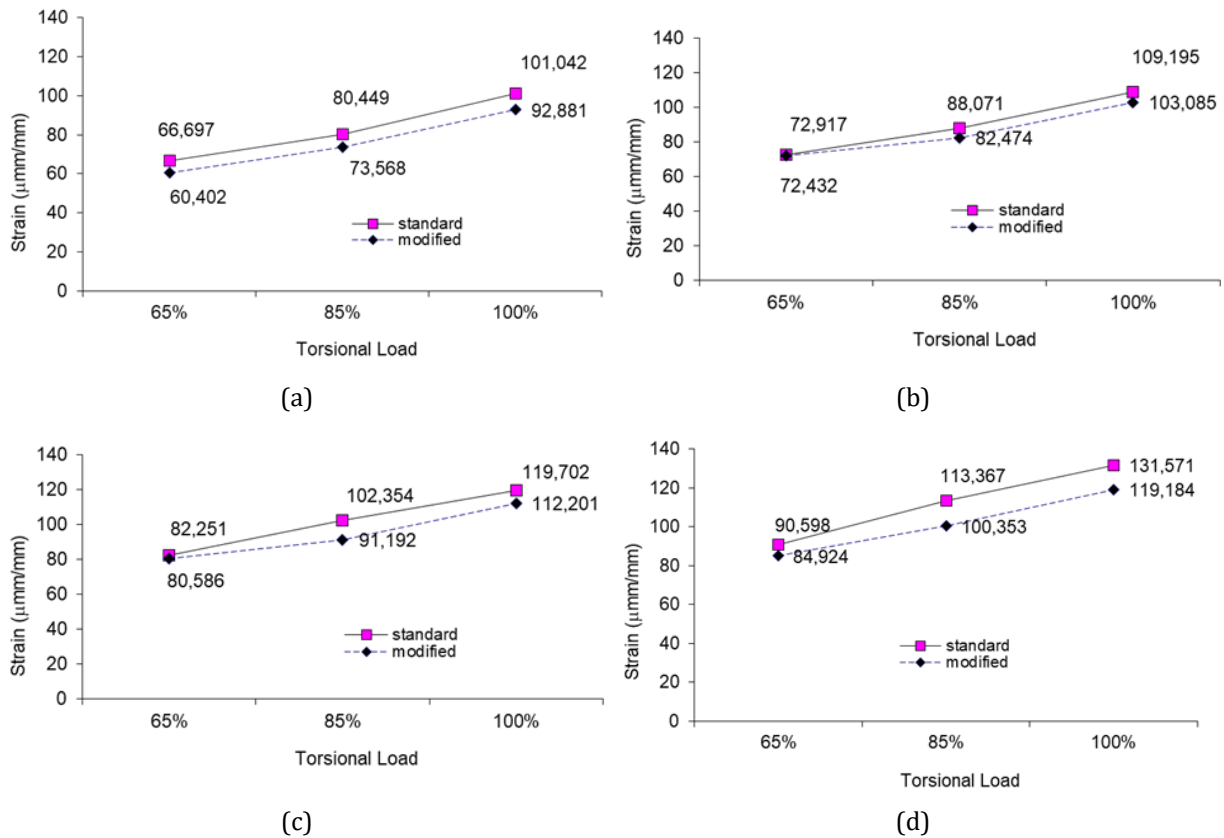 140
120
100
80
60
40
20
0
Strain (μmm/mm)
66,697
80,449
101,042
60,402
73,568
92,881
standard
modified
65% 85% 100%
Torsional Load
(a)
140
120
100
80
60
40
20
0
Strain (μmm/mm)
72,917
88,071
109,195
72,432
82,474
103,085
standard
modified
65% 85% 100%
Torsional Load
(b)
140
120
100
80
60
40
20
0
Strain (μmm/mm)
82,251
102,354
119,702
80,586
91,192
112,201
standard
modified
65% 85% 100%
Torsional Load
(c)
140
120
100
80
60
40
20
0
Strain (μmm/mm)
90,598
113,367
131,571
84,924
100,353
119,184
standard
modified
65% 85% 100%
Torsional Load
(d)